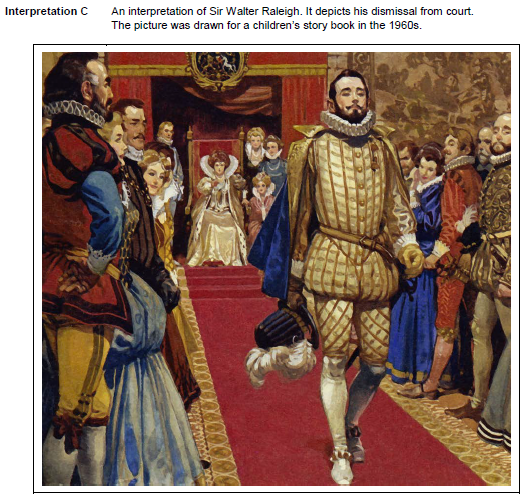 Interpretation C An interpretation of Sir Walter Raleigh. It depicts his dismissal from court.
The picture was drawn for a children's story book in the 1960s.